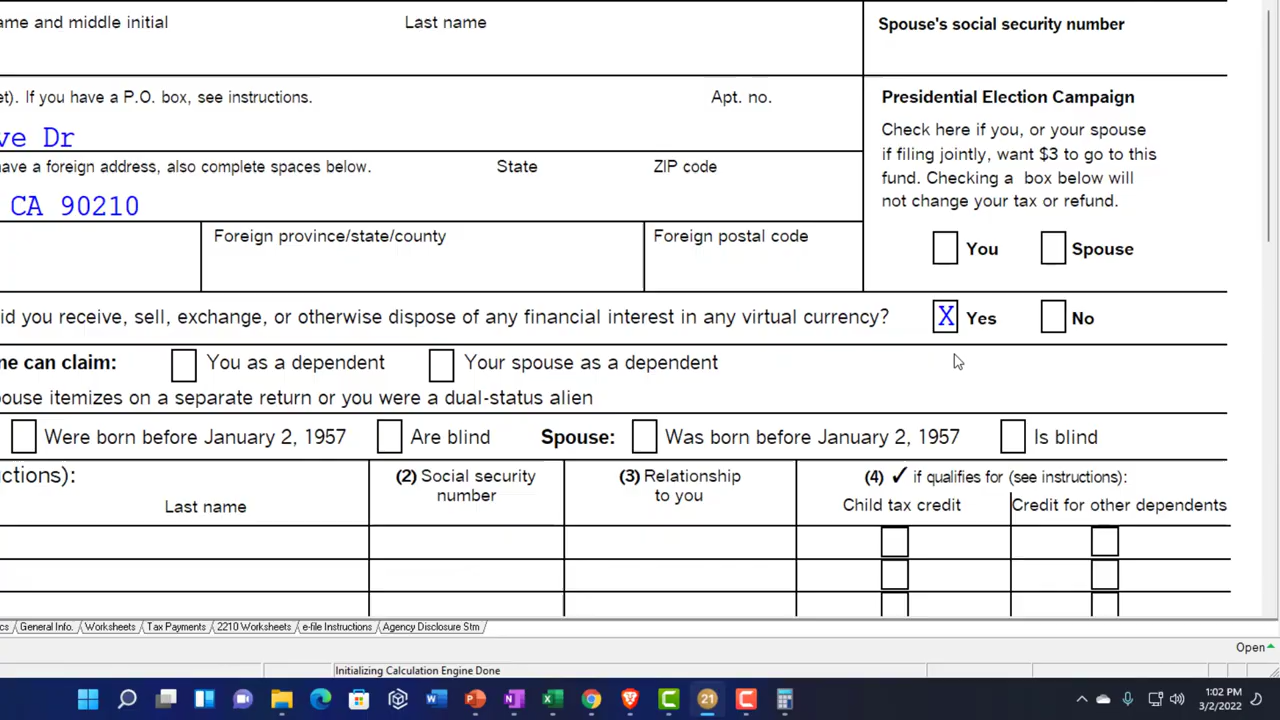 ame and middle initial Last name Spouse's social security number
et). If you have a P.O. box, see instructions. Apt. no. Presidential Election Campaign
Check here if you, or your spouse
ve Dr
if filing jointly, want $3 to go to this
have a foreign address, also complete spaces below. State ZIP code
fund. Checking a box below will
CA 90210
not change your tax or refund.
Foreign province/state/county Foreign postal code
You Spouse
id you receive, sell, exchange, or otherwise dispose of any financial interest in any virtual currency? X Yes No
ne can claim: You as a dependent Your spouse as a dependent
ouse itemizes on a separate return or you were a dual-status alien
Were born before January 2, 1957 Are blind Spouse: Was born before January 2, 1957 Is blind
uctions): (2) Social security number (3) Relationship to you (4) ✓ if qualifies for (see instructions):
Last name Child tax credit Credit for other dependents
cs General Info. Worksheets Tax Payments 2210 Worksheets e-file Instructions Agency Disclosure Stm
Open
Initializing Calculation Engine Done
21
1:02 PM
3/2/2022